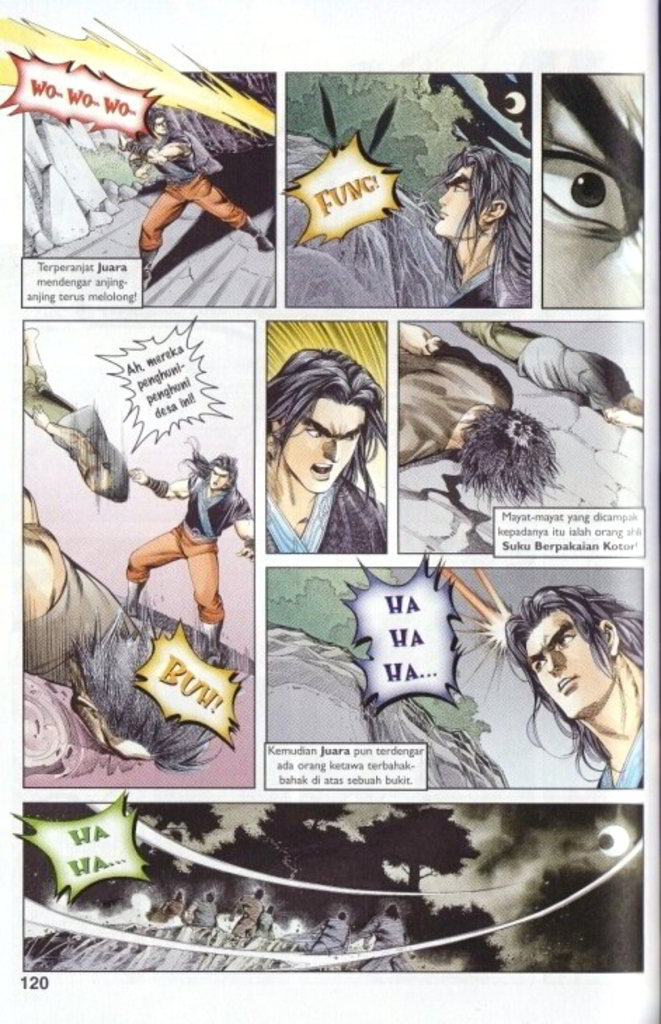 WO.. WO.. WO..
Terperanjat Juara
mendengar anjing-
anjing terus melolong!
FUNG!
Ah, mereka
penghuni-
penghuni
desa ini!
BUH!
Mayat-mayat yang dicampak
kepadanya itu ialah orang ahli
Suku Berpakaian Kotor!
HA
HA
HA...
Kemudian Juara pun terdengar
ada orang ketawa terbahak-
bahak di atas sebuah bukit.
HA
HA...
120